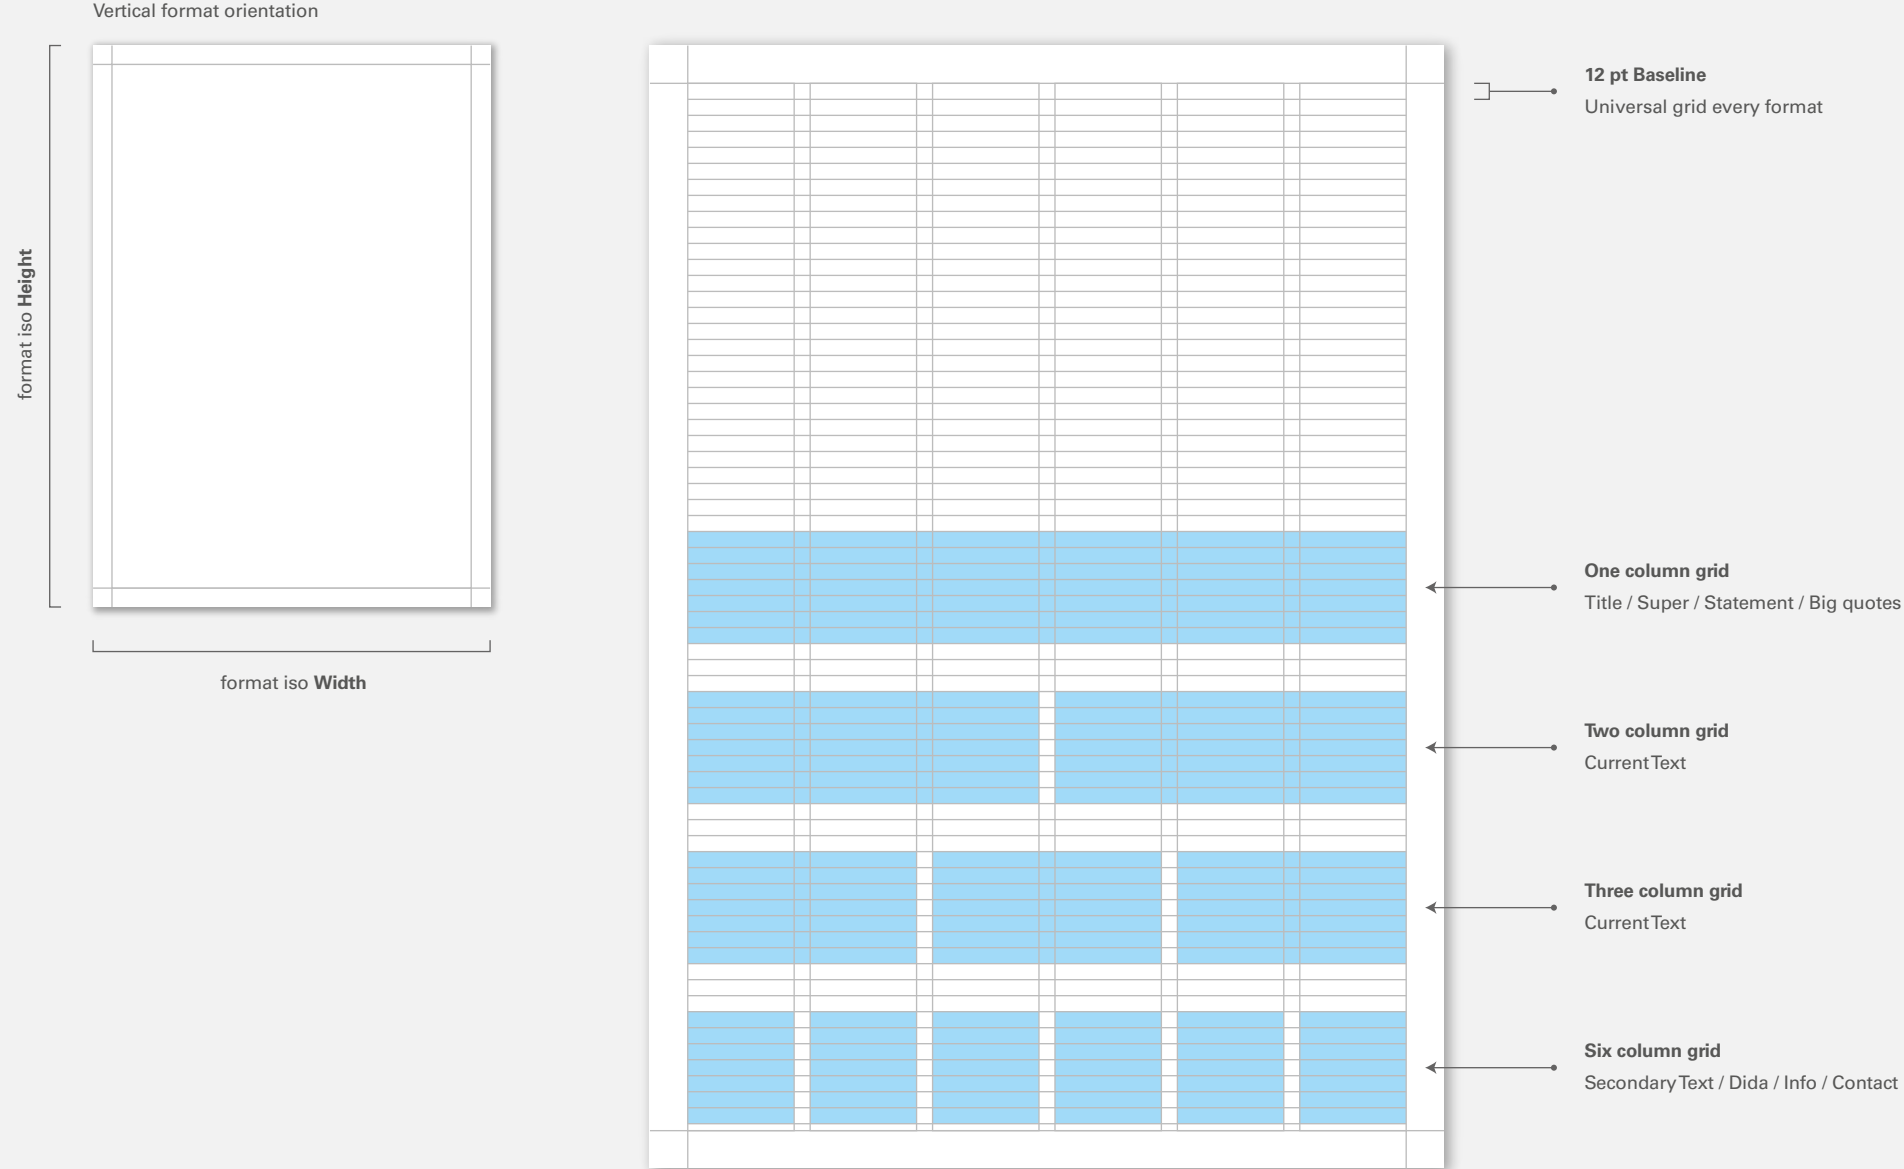 Vertical format orientation
format iso Height
format iso Width
12 pt Baseline
Universal grid every format
One column grid
Title / Super / Statement / Big quotes
Two column grid
Current Text
Three column grid
Current Text
Six column grid
Secondary Text / Dida / Info / Contact